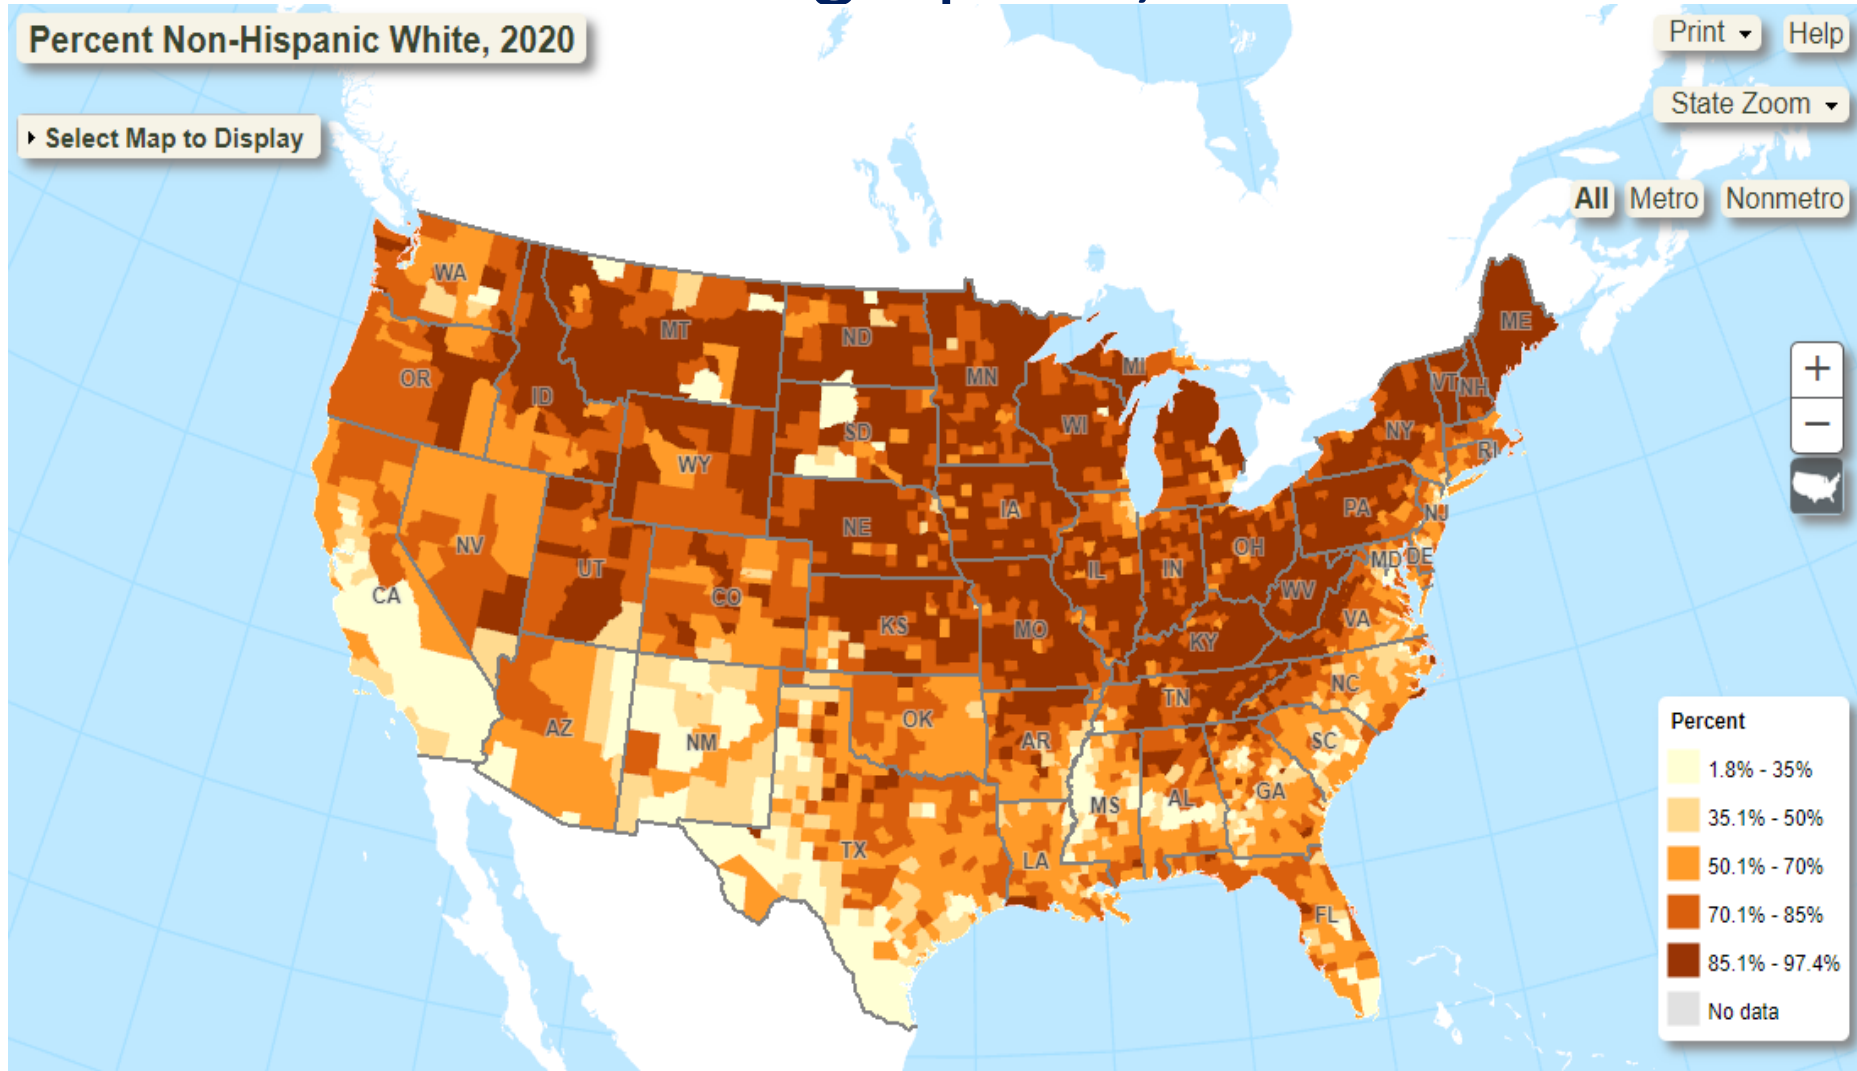 Percent Non-Hispanic White, 2020
Print
Help
Select Map to Display
State Zoom
All
Metro
Nonmetro
WA
MT
ND
MN
ME
OR
ID
SD
WI
MI
VT
NH
WY
NY
RI
NE
IA
PA
NJ
NV
UT
CO
IL
IN
OH
MD
DE
CA
KS
MO
WV
VA
KY
AZ
NM
OK
AR
TN
NC
SC
TX
LA
MS
AL
GA
FL
+
−
Percent
1.8% - 35%
35.1% - 50%
50.1% - 70%
70.1% - 85%
85.1% - 97.4%
No data